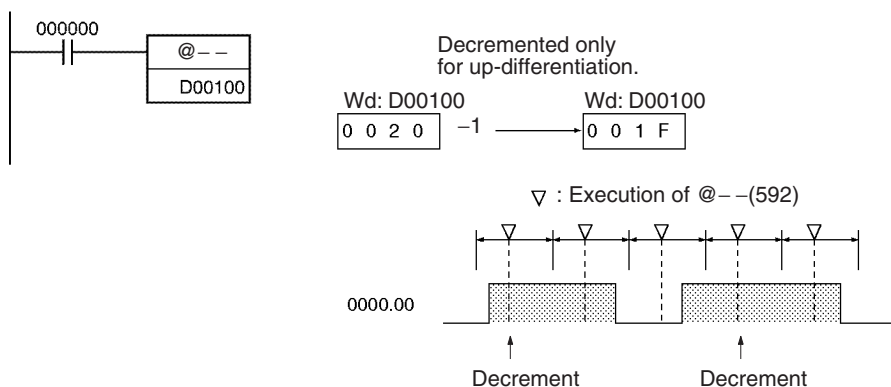 000000
@– –
D00100
Decremented only
for up-differentiation.
Wd: D00100
Wd: D00100
0 0 2 0
–1
0 0 1 F
: Execution of @– –(592)
0000.00
Decrement
Decrement